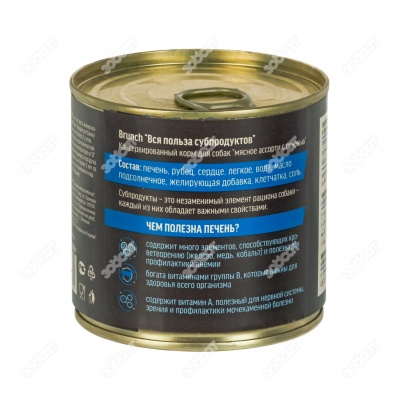 Brunch "Вся польза субпродуктов"
Консервированный корм для собак "мясное ассорти с печенью"
Состав: печень, рубец, сердце, легкое, вода, масло
подсолнечное, желирующая добавка, клетчатка, соль.
Субпродукты - это незаменимый элемент рациона собаки -
каждый из них обладает важными свойствами.
ЧЕМ ПОЛЕЗНА ПЕЧЕНЬ?
содержит много элементов, способствующих кро-
ветворению (железо, медь, кобальт) и полезных для
профилактики анемии
богата витаминами группы В, которые важны для
здоровья всего организма
содержит витамин А, полезный для нервной системы,
зрения и профилактики мочекаменной болезни